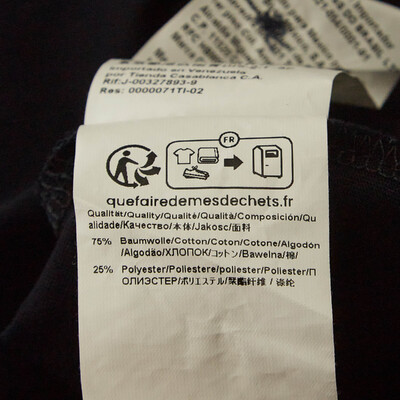 Importado en Venezuela
por Tienda Casablanca C.A.
Rif:J-00327893-9
Res: 0000071TI-02
FR
quefairedemesdechets.fr
Qualität/Quality/Qualité/Qualità/Composición/Qu
alidade/Качество/本体/Jakosc/面料
75% Baumwolle/Cotton/Coton/Cotone/Algodón
/Algodão/ХЛОПОК/コットン/Bawelna/棉/
25% Polyester/Poliestere/poliester/Poliester/П
ОЛИЭСТЕР/ポリエステル/聚酯纤维 / 涤纶